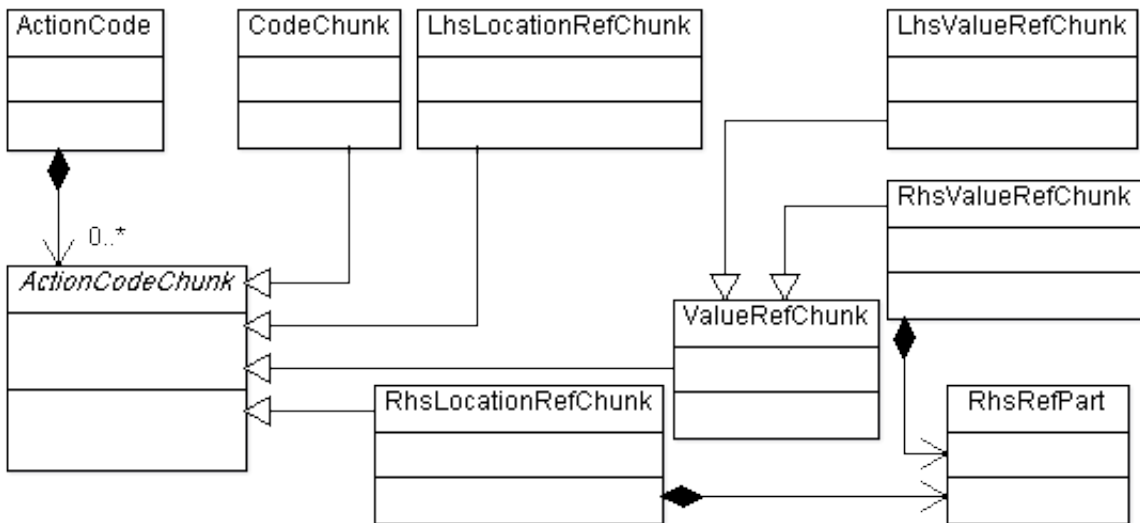 ActionCode
CodeChunk
LhsLocationRefChunk
LhsValueRefChunk
RhsValueRefChunk
0..*
ActionCodeChunk
ValueRefChunk
RhsLocationRefChunk
RhsRefPart